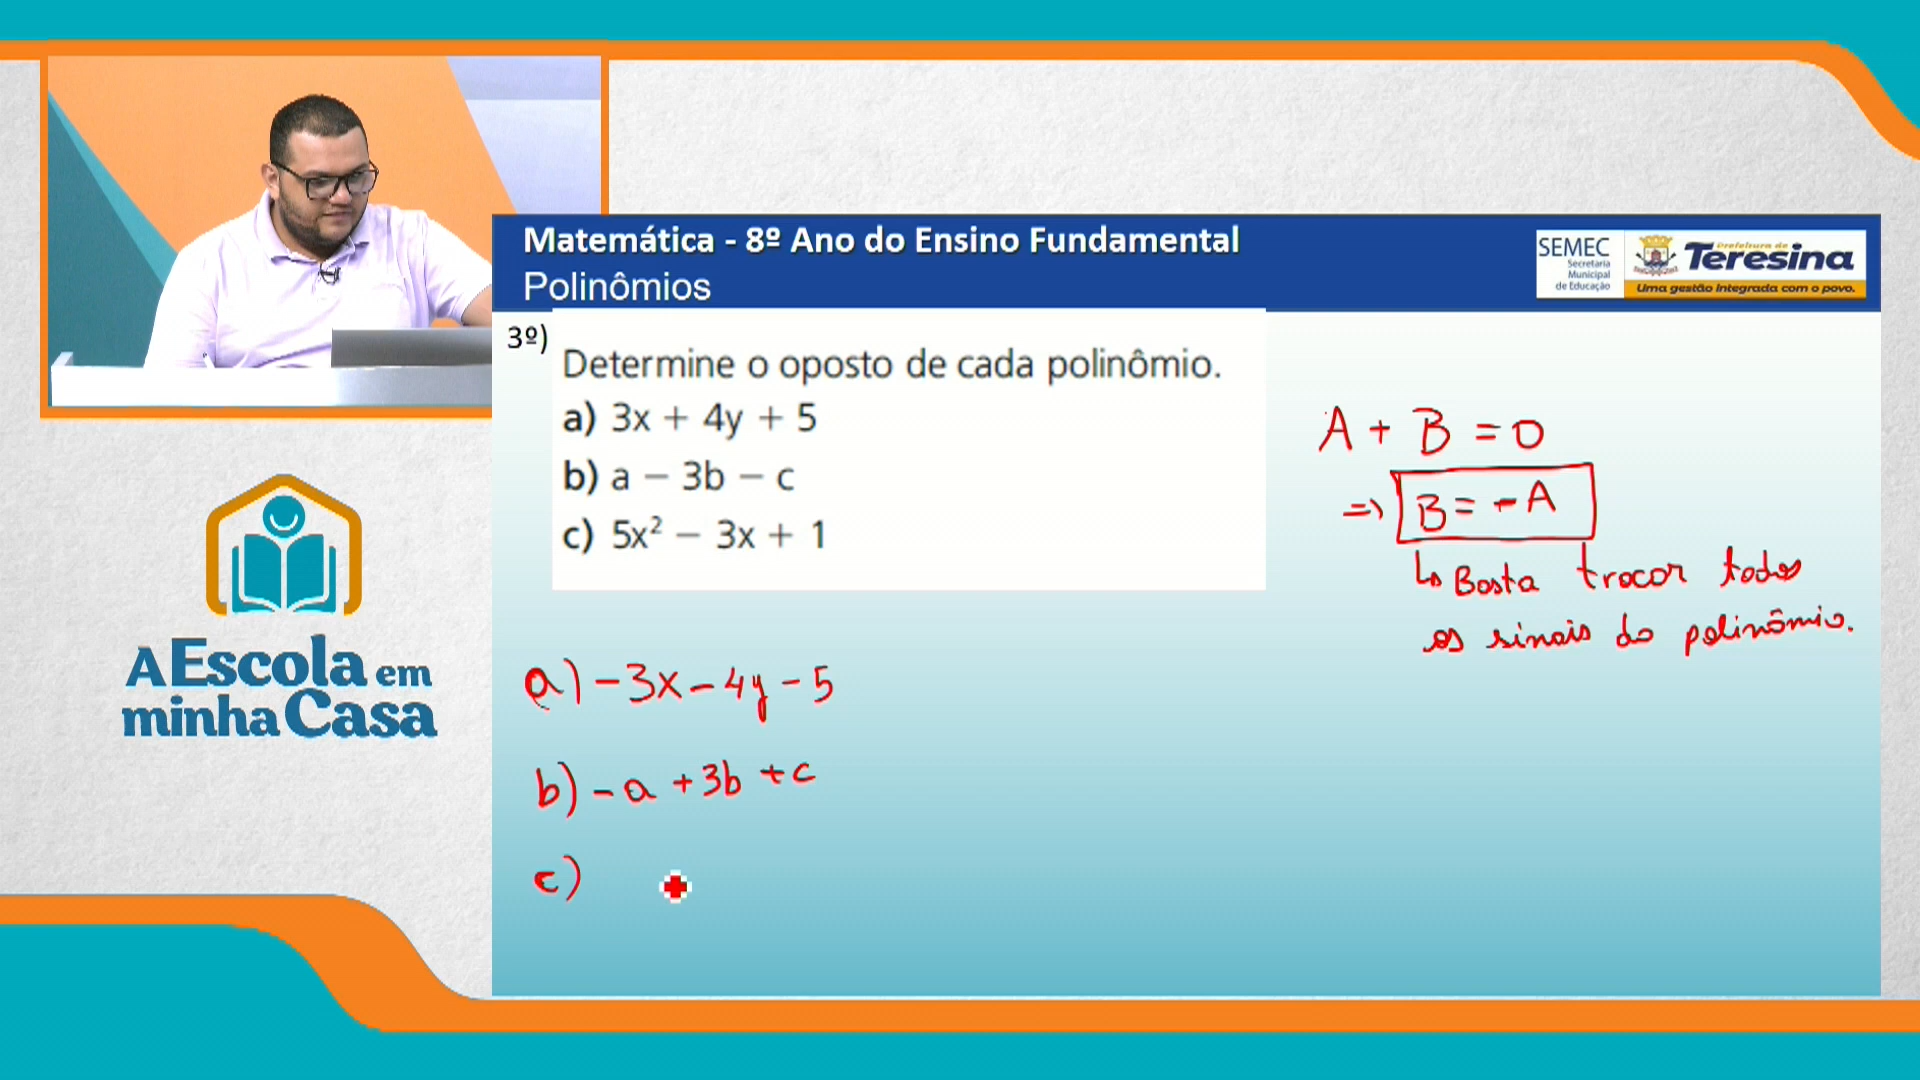 Matemática - 8º Ano do Ensino Fundamental
Polinômios
SEMEC
Secretaria
Municipal
de Educação
Prefeitura de
Teresina
Uma gestão integrada com o povo.
3º)
Determine o oposto de cada polinômio.
a) 3x + 4y + 5
b) a − 3b − c
c) 5x² − 3x + 1
A + B = 0
=> B = -A
↳ Basta trocar todos
os sinais do polinômio.
a) -3x - 4y - 5
b) -a + 3b + c
c)
A Escola em
minha Casa